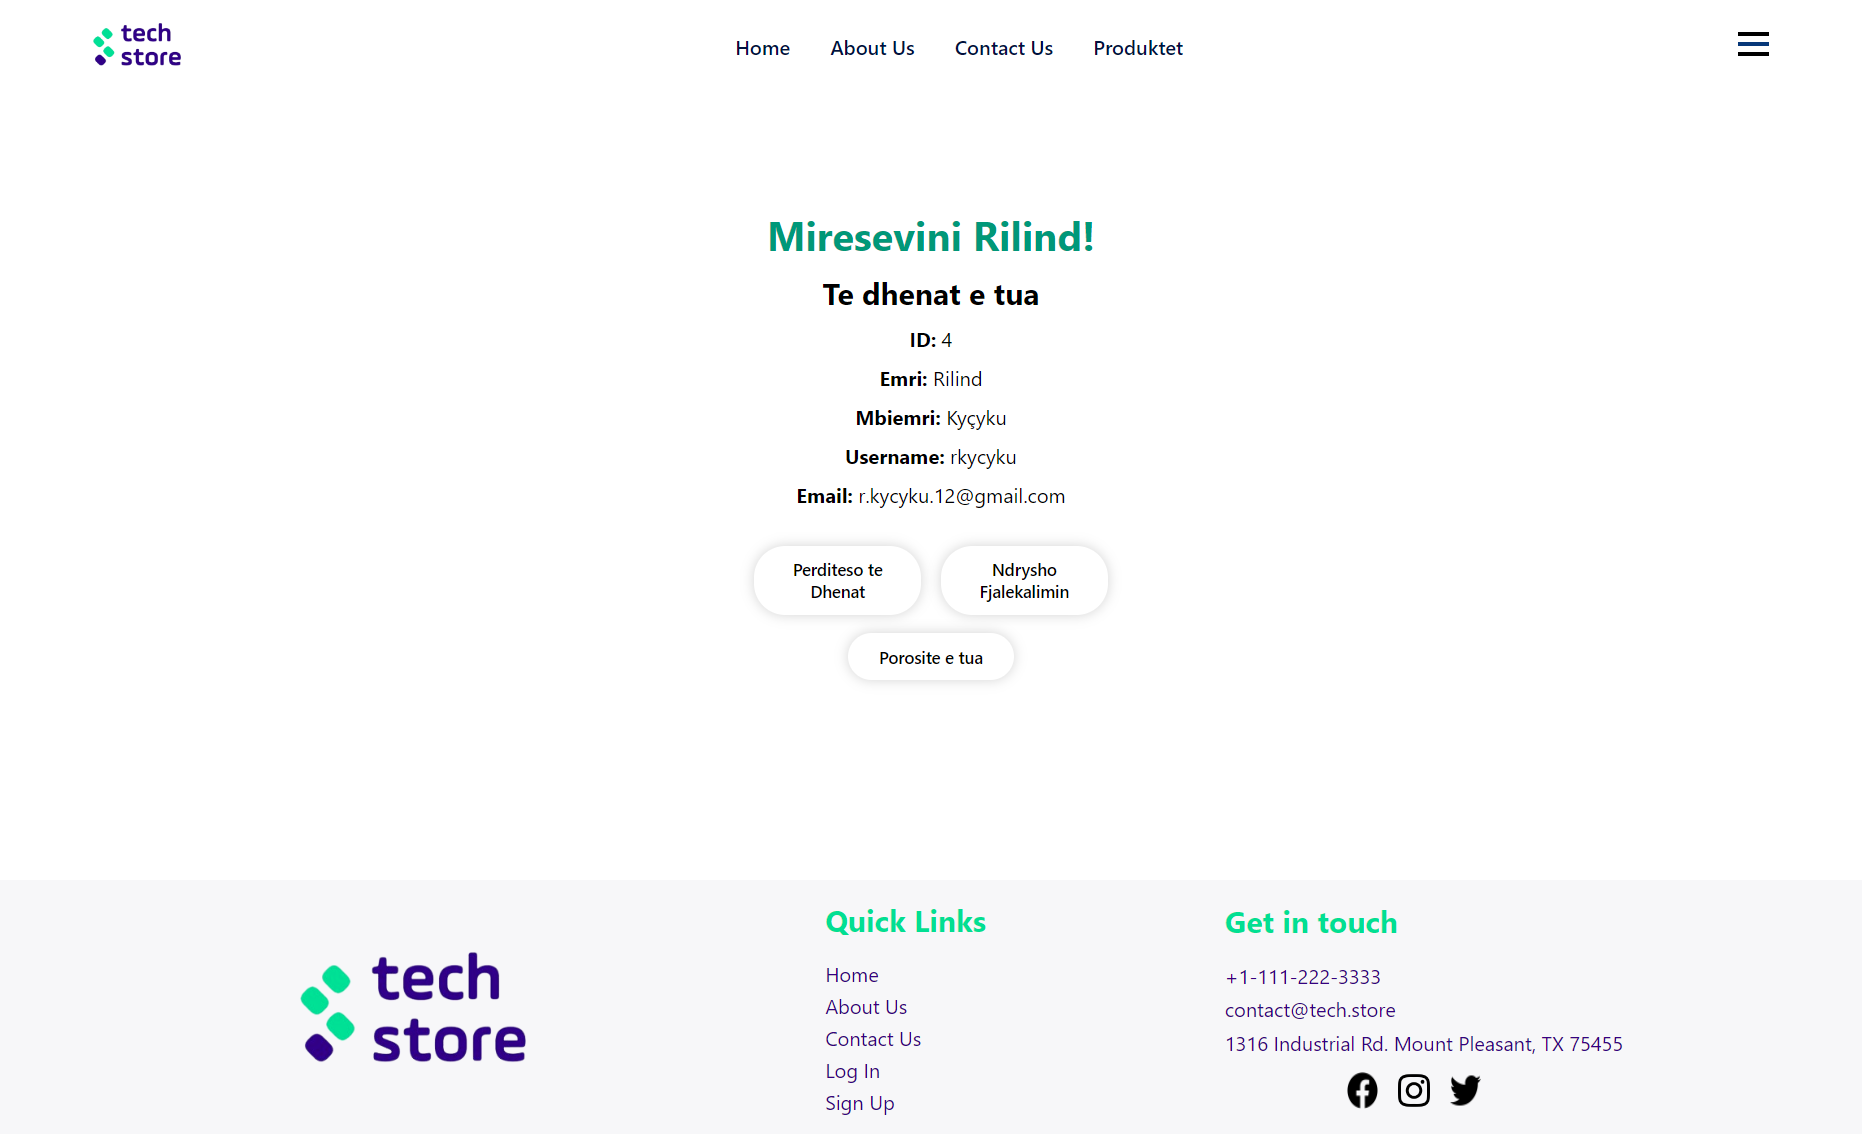 tech
store
Home About Us Contact Us Produktet
Miresevini Rilind!
Te dhenat e tua
ID: 4
Emri: Rilind
Mbiemri: Kyçyku
Username: rkycyku
Email: r.kycyku.12@gmail.com
Perditeso te
Dhenat
Ndrysho
Fjalekalimin
Porosite e tua
tech
store
Quick Links
Home
About Us
Contact Us
Log In
Sign Up
Get in touch
+1-111-222-3333
contact@tech.store
1316 Industrial Rd. Mount Pleasant, TX 75455